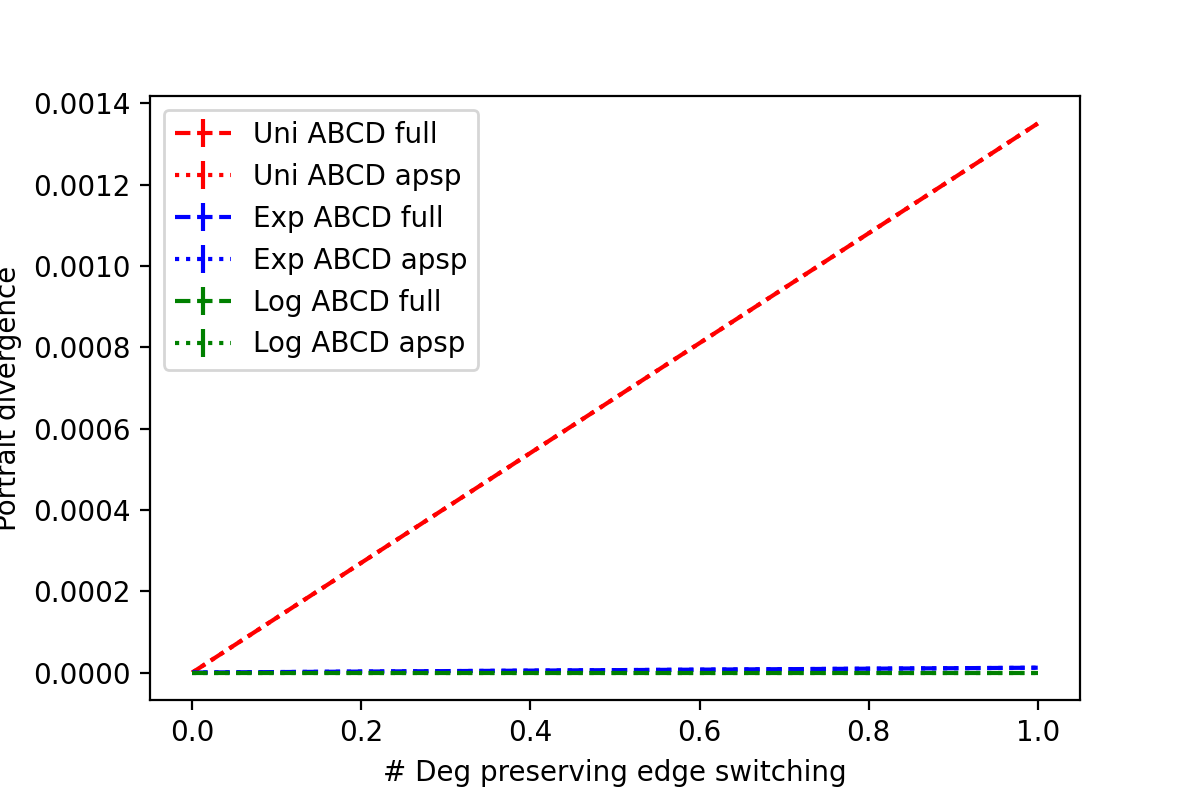 0.0014
0.0012
0.0010
0.0008
0.0006
0.0004
0.0002
0.0000
Portrait divergence
Uni ABCD full
Uni ABCD apsp
Exp ABCD full
Exp ABCD apsp
Log ABCD full
Log ABCD apsp
0.0 0.2 0.4 0.6 0.8 1.0
# Deg preserving edge switching